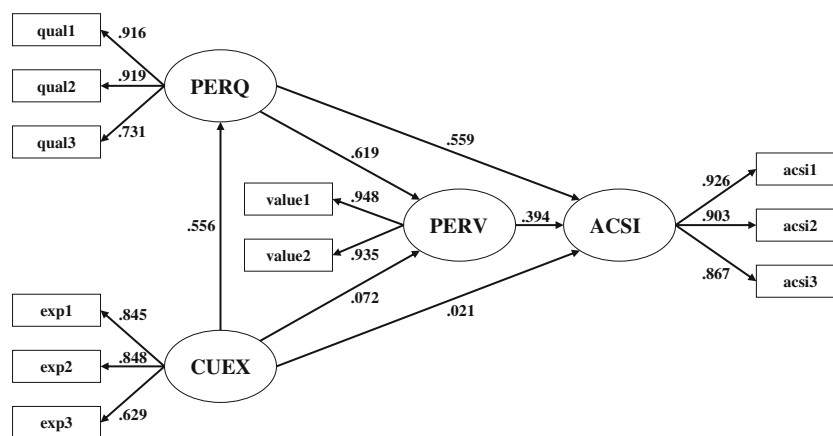 qual1
.916
qual2
.919
PERQ
qual3
.731
.559
.619
value1
.948
.926
acsi1
.556
PERV
.394
ACSI
.903
acsi2
value2
.935
.867
acsi3
.072
.021
exp1
.845
exp2
.848
CUEX
exp3
.629